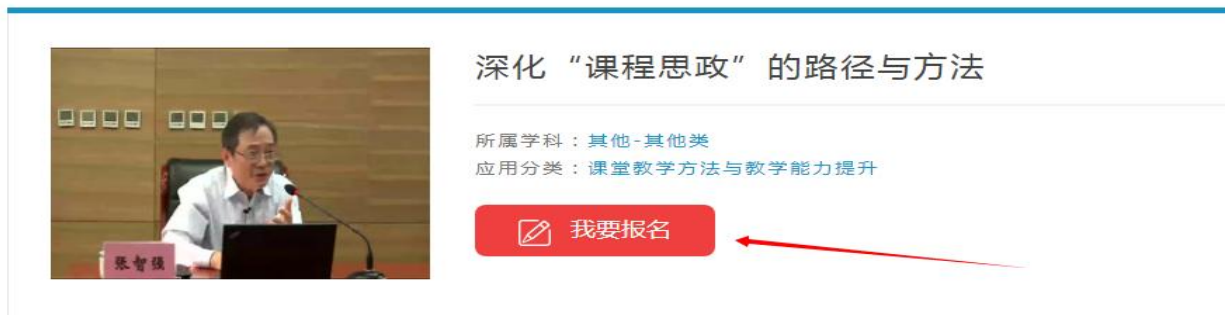 深化“课程思政”的路径与方法
所属学科：其他-其他类
应用分类：课堂教学方法与教学能力提升
我要报名
张智强